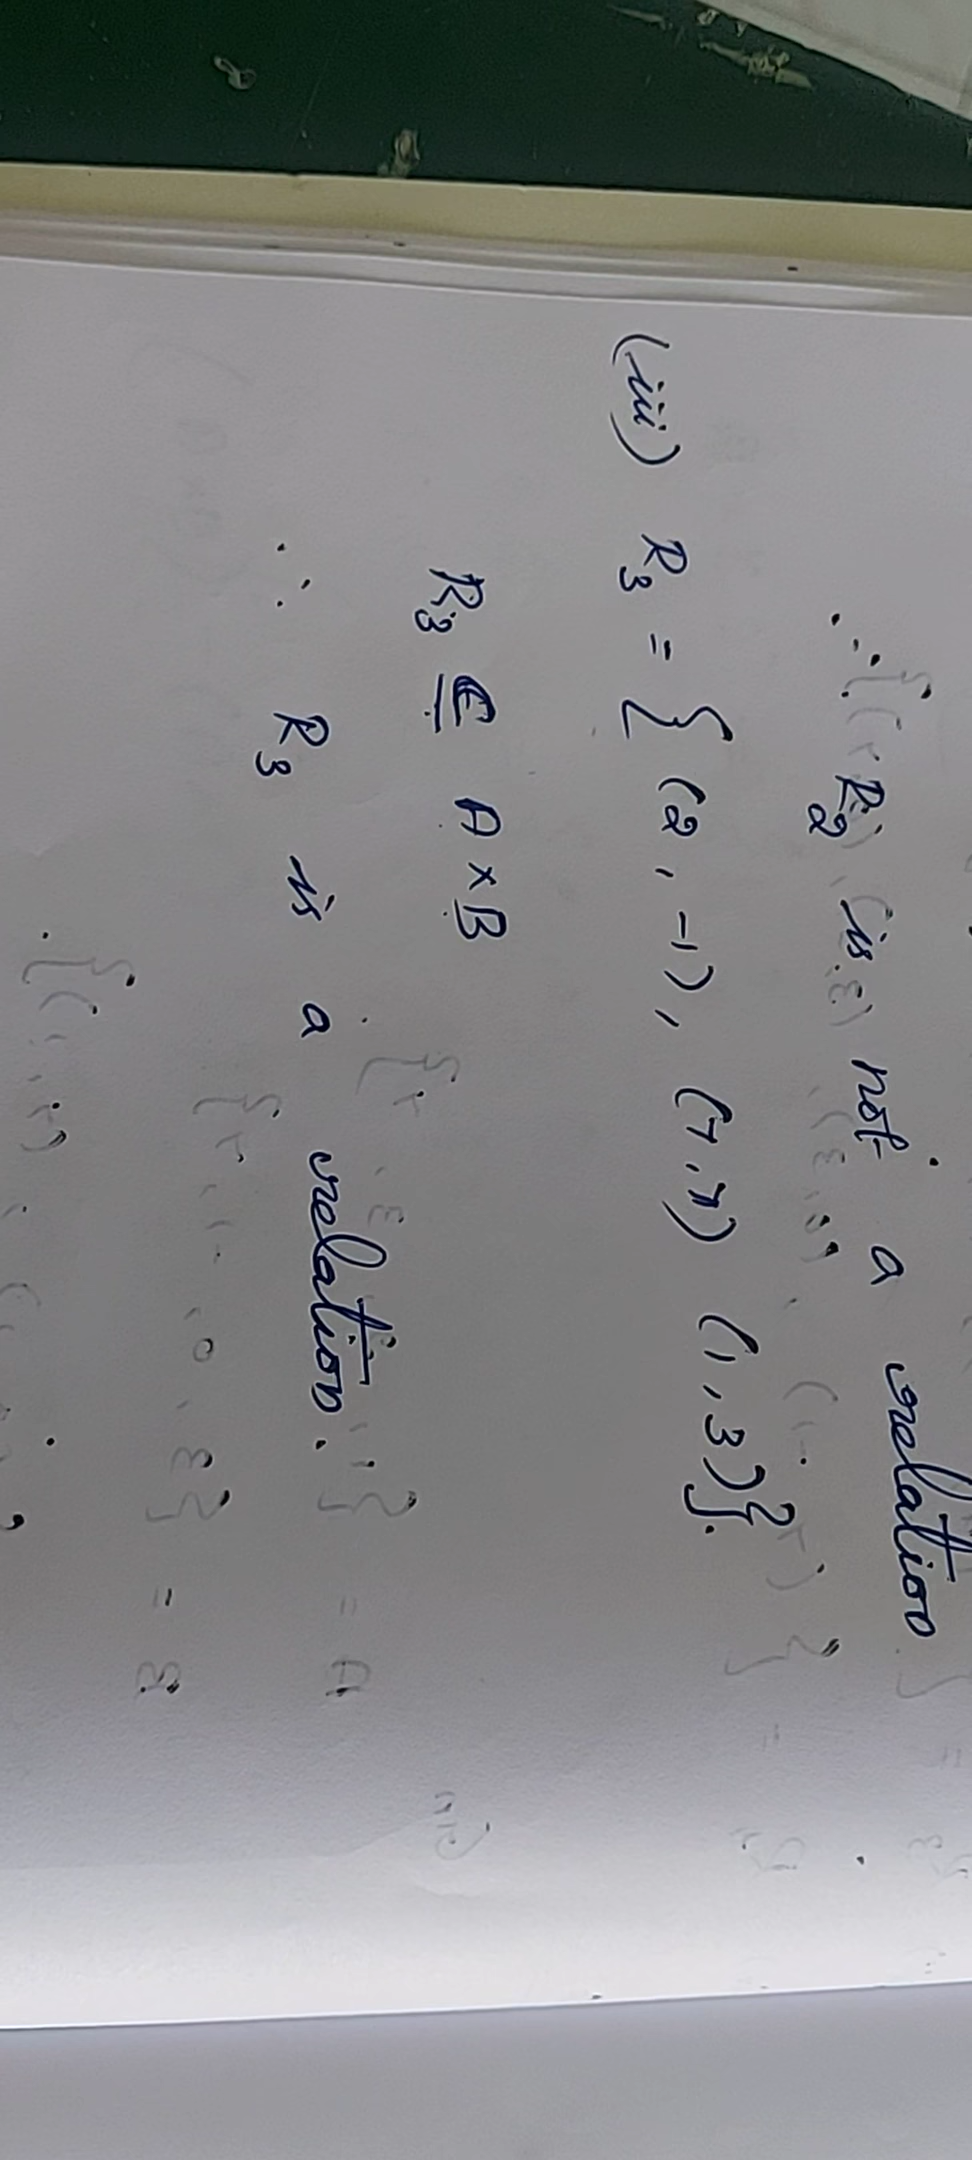 ∴ R₂ is not a relation
(iii) R₃ = { (2, -1), (7, 7) (1, 3)}.
R₃ ⊆ A × B
∴ R₃ is a relation.